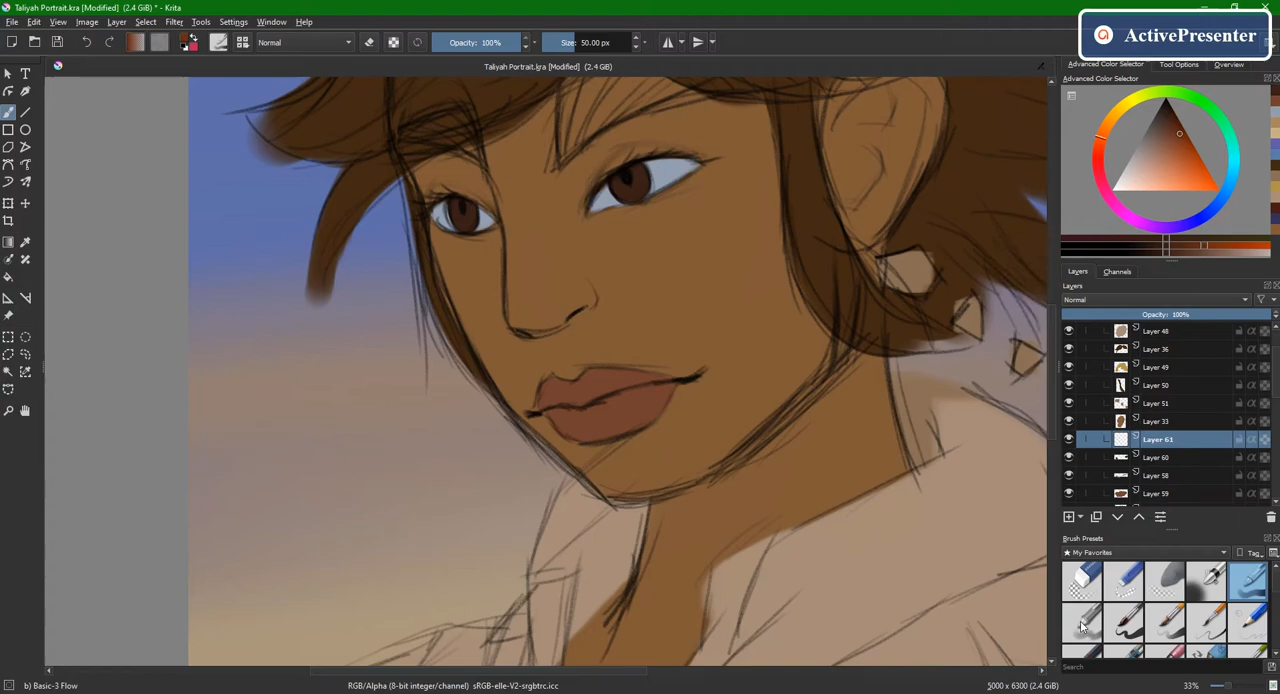 Taliyah Portrait.kra (2.4 GiB) * - Krita
File Edit View Image Layer Select Filter Tools Settings Window Help
ActivePresenter
Normal
Opacity: 100%
Size: 50.00 px
Taliyah Portrait.kra [Modified] (2.4 GiB)
Advanced Color Selector Tool Options Overview
Advanced Color Selector
Layers Channels
Layers
Normal
Opacity: 100%
Layer 48
Layer 36
Layer 49
Layer 50
Layer 51
Layer 33
Layer 61
Layer 60
Layer 58
Layer 59
Brush Presets
★ My Favorites
Tag
Search
b) Basic-3 Flow
RGB/Alpha (8-bit integer/channel) sRGB-elle-V2-srgbtrc.icc
5000 x 6300 (2.4 GiB)
33%